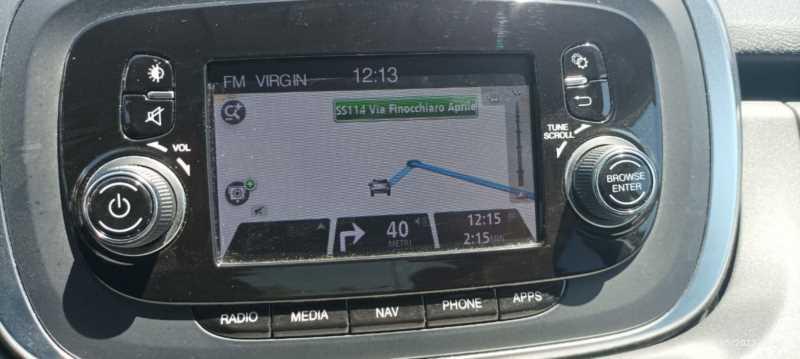 FM VIRGIN 12:13
SS114 Via Finocchiaro Aprile
VOL
TUNE
SCROLL
BROWSE
ENTER
40
METRI
12:15
2:15 MIN
RADIO
MEDIA
NAV
PHONE
APPS